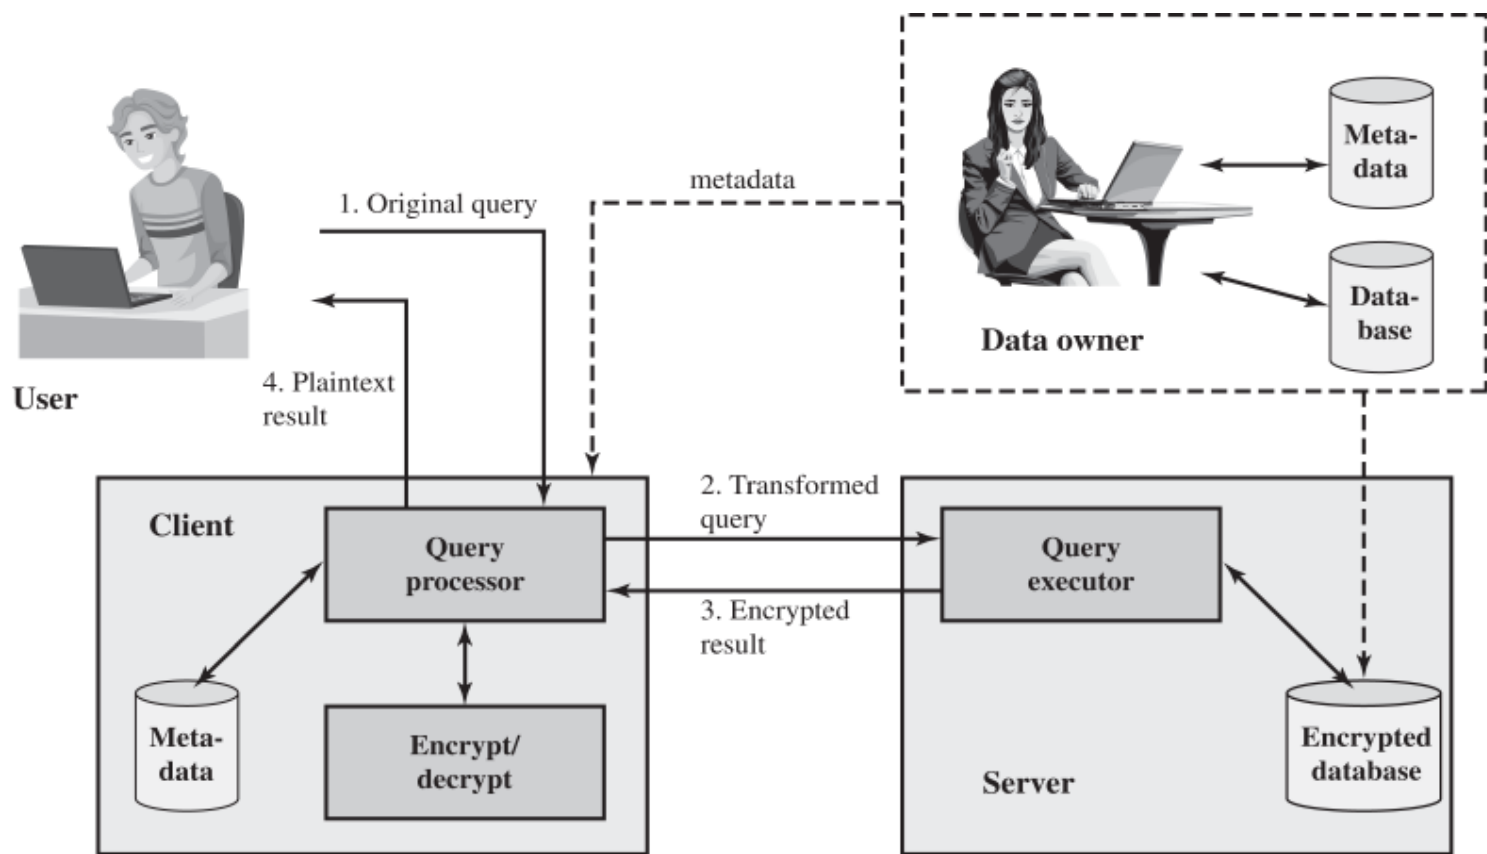 Meta-
data
metadata
1. Original query
Data-
base
Data owner
4. Plaintext
result
User
2. Transformed
query
Client
Query
processor
Query
executor
3. Encrypted
result
Meta-
data
Encrypt/
decrypt
Encrypted
database
Server